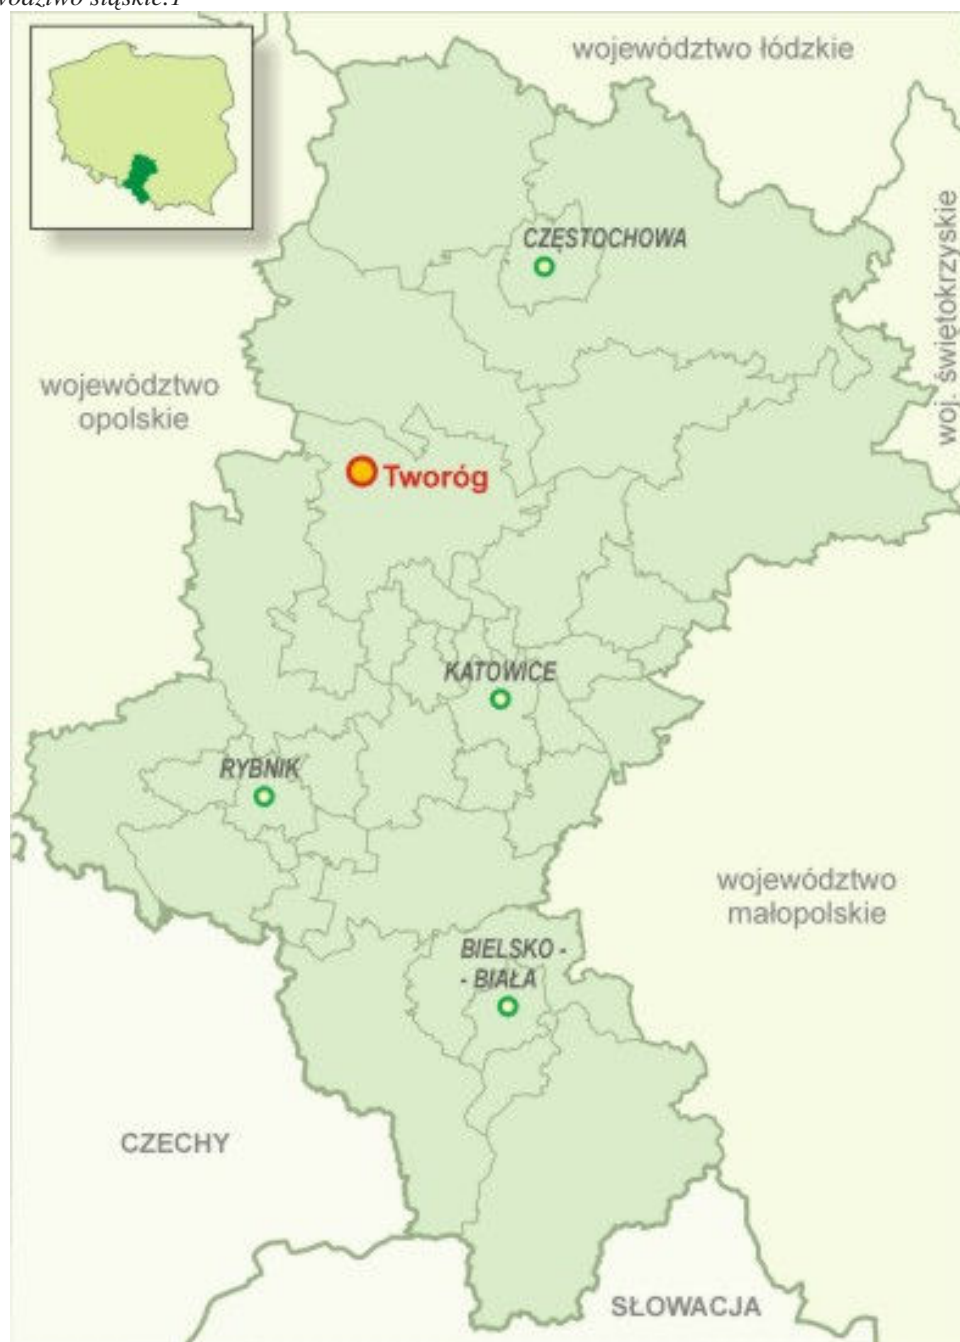 województwo łódzkie
woj. świętokrzyskie
CZĘSTOCHOWA
województwo
opolskie
Tworóg
KATOWICE
RYBNIK
województwo
małopolskie
BIELSKO -
- BIAŁA
CZECHY
SŁOWACJA